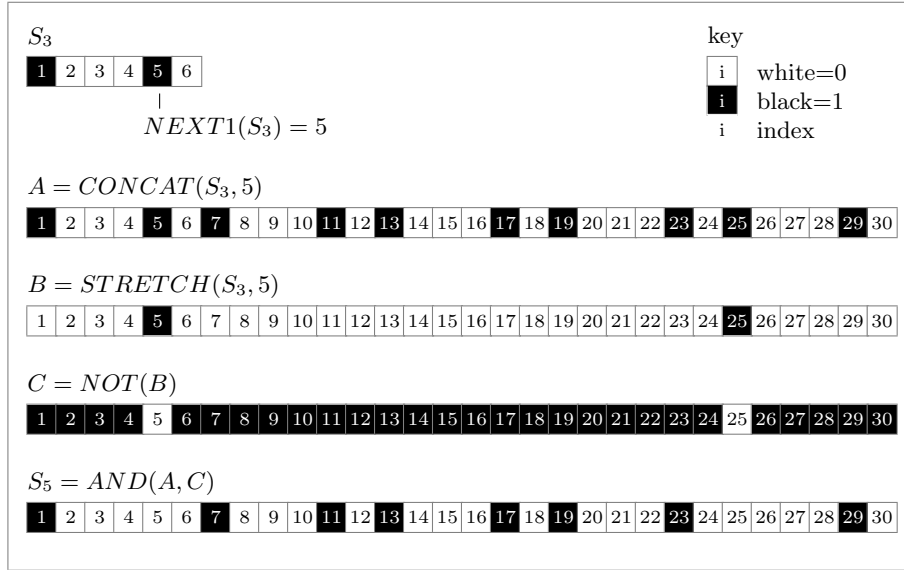 S₃
1 2 3 4 5 6
NEXT1(S₃) = 5
key
i white=0
i black=1
i index
A = CONCAT(S₃, 5)
1 2 3 4 5 6 7 8 9 10 11 12 13 14 15 16 17 18 19 20 21 22 23 24 25 26 27 28 29 30
B = STRETCH(S₃, 5)
1 2 3 4 5 6 7 8 9 10 11 12 13 14 15 16 17 18 19 20 21 22 23 24 25 26 27 28 29 30
C = NOT(B)
1 2 3 4 5 6 7 8 9 10 11 12 13 14 15 16 17 18 19 20 21 22 23 24 25 26 27 28 29 30
S₅ = AND(A, C)
1 2 3 4 5 6 7 8 9 10 11 12 13 14 15 16 17 18 19 20 21 22 23 24 25 26 27 28 29 30